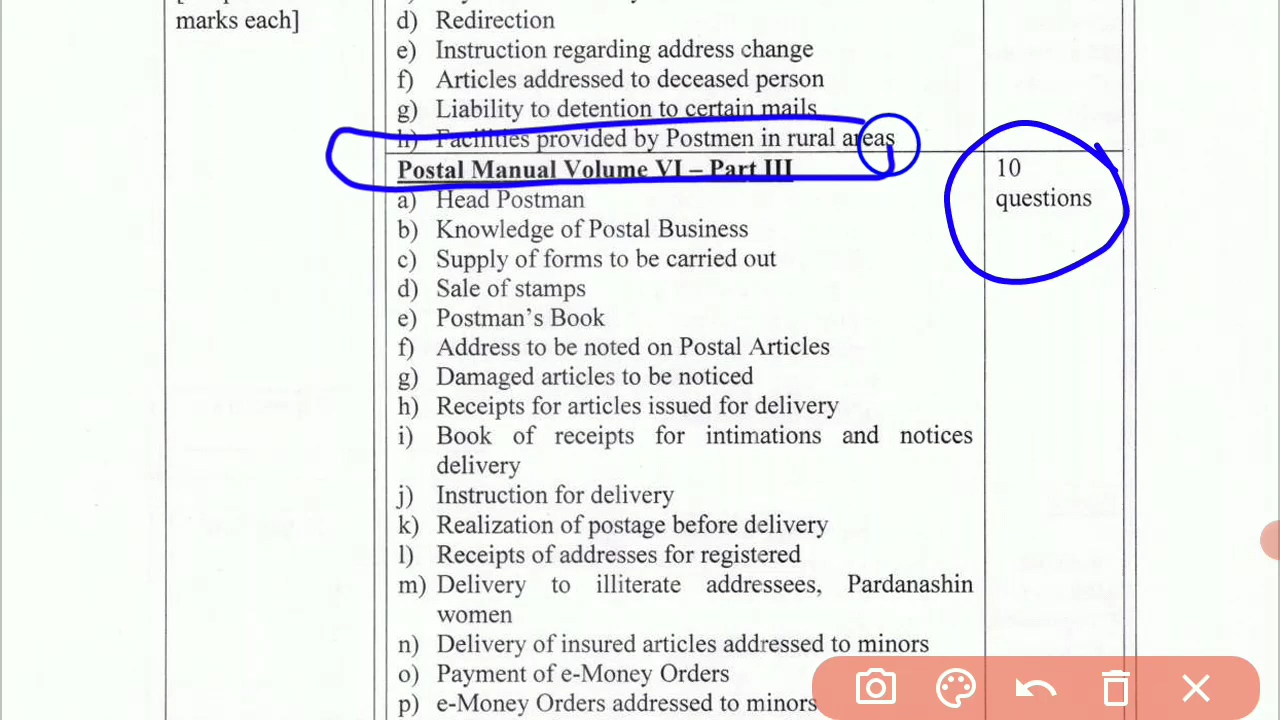 marks each]
d) Redirection
e) Instruction regarding address change
f) Articles addressed to deceased person
g) Liability to detention to certain mails
h) Facilities provided by Postmen in rural areas
Postal Manual Volume VI – Part III
10
questions
a) Head Postman
b) Knowledge of Postal Business
c) Supply of forms to be carried out
d) Sale of stamps
e) Postman's Book
f) Address to be noted on Postal Articles
g) Damaged articles to be noticed
h) Receipts for articles issued for delivery
i) Book of receipts for intimations and notices
delivery
j) Instruction for delivery
k) Realization of postage before delivery
l) Receipts of addresses for registered
m) Delivery to illiterate addressees, Pardanashin
women
n) Delivery of insured articles addressed to minors
o) Payment of e-Money Orders
p) e-Money Orders addressed to minors